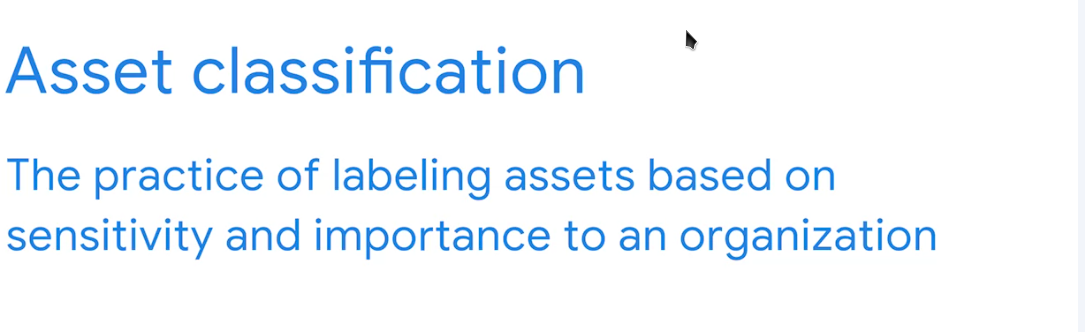 Asset classification
The practice of labeling assets based on
sensitivity and importance to an organization